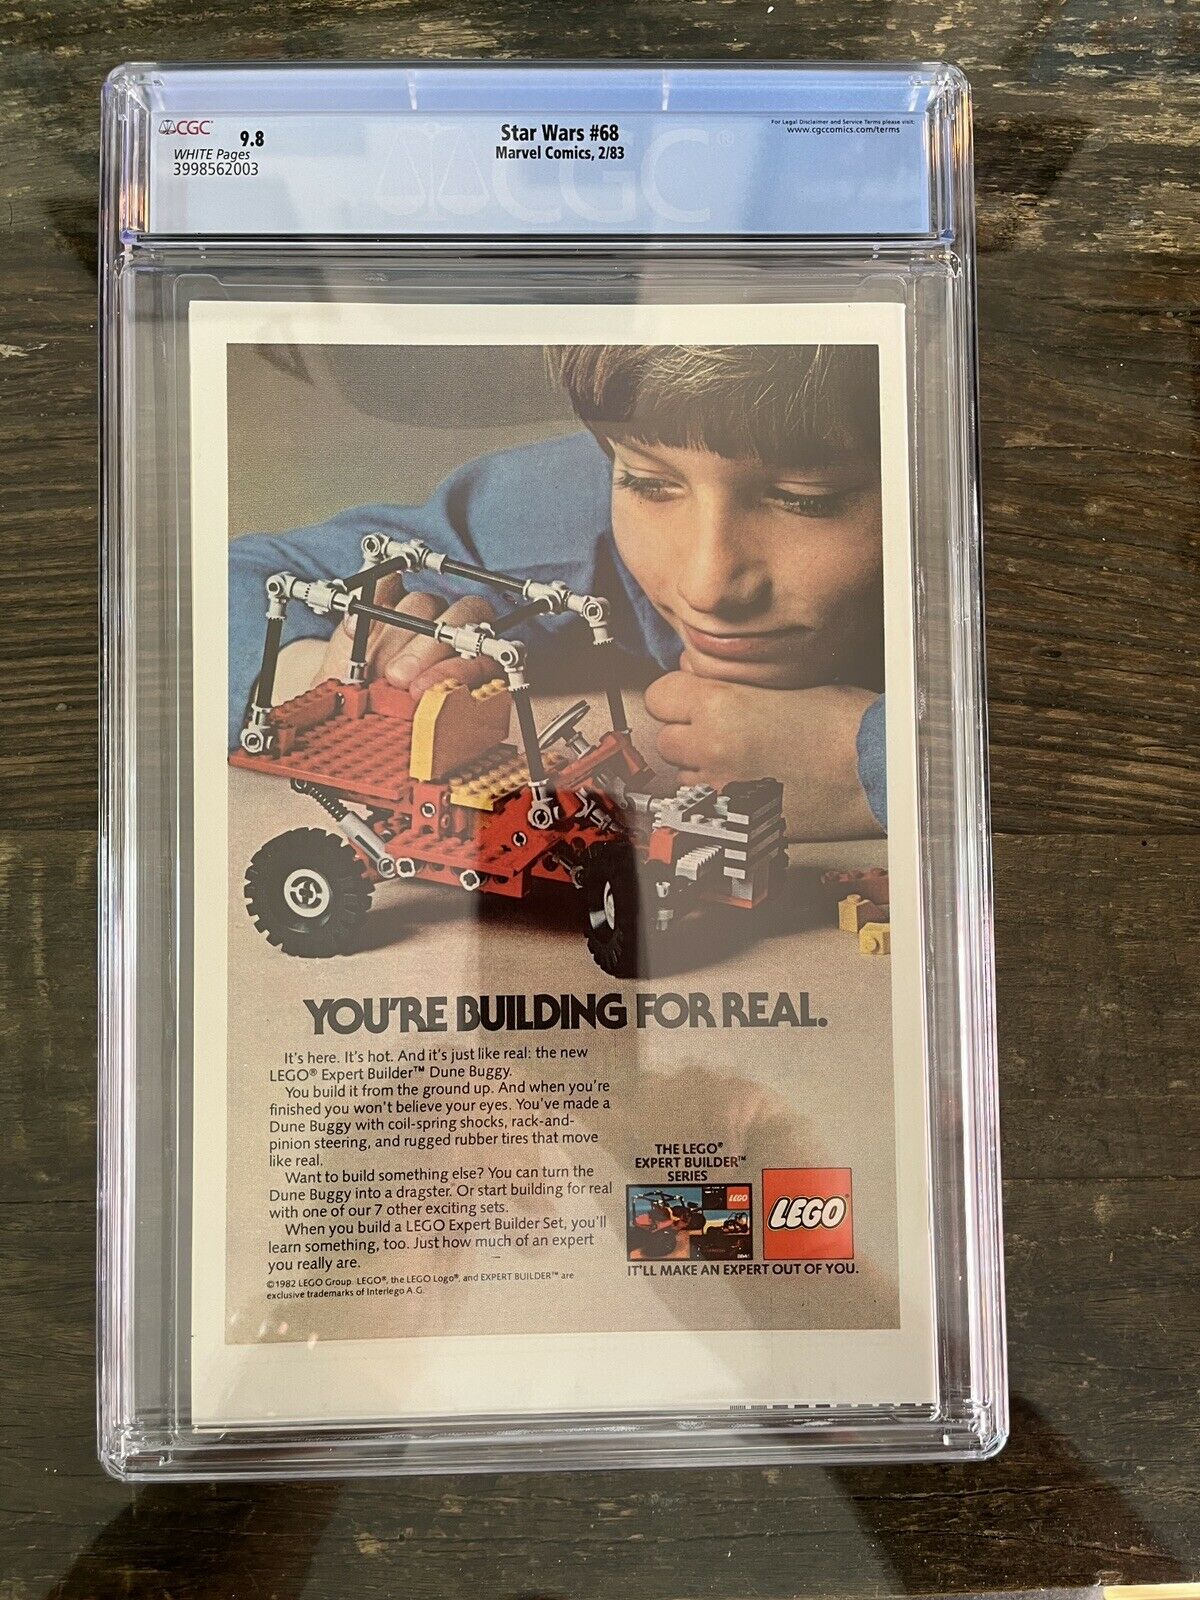 CGC
9.8
WHITE Pages
3998562003
Star Wars #68
Marvel Comics, 2/83
For Legal Disclaimer and Service Terms please visit:
www.cgccomics.com/terms
CGC®
YOU'RE BUILDING FOR REAL.
It's here. It's hot. And it's just like real: the new
LEGO® Expert Builder™ Dune Buggy.
You build it from the ground up. And when you're
finished you won't believe your eyes. You've made a
Dune Buggy with coil-spring shocks, rack-and-
pinion steering, and rugged rubber tires that move
like real.
Want to build something else? You can turn the
Dune Buggy into a dragster. Or start building for real
with one of our 7 other exciting sets.
When you build a LEGO Expert Builder Set, you'll
learn something, too. Just how much of an expert
you really are.
©1982 LEGO Group. LEGO®, the LEGO Logo®, and EXPERT BUILDER™ are
exclusive trademarks of Interlego A.G.
THE LEGO®
EXPERT BUILDER™
SERIES
LEGO
LEGO®
IT'LL MAKE AN EXPERT OUT OF YOU.